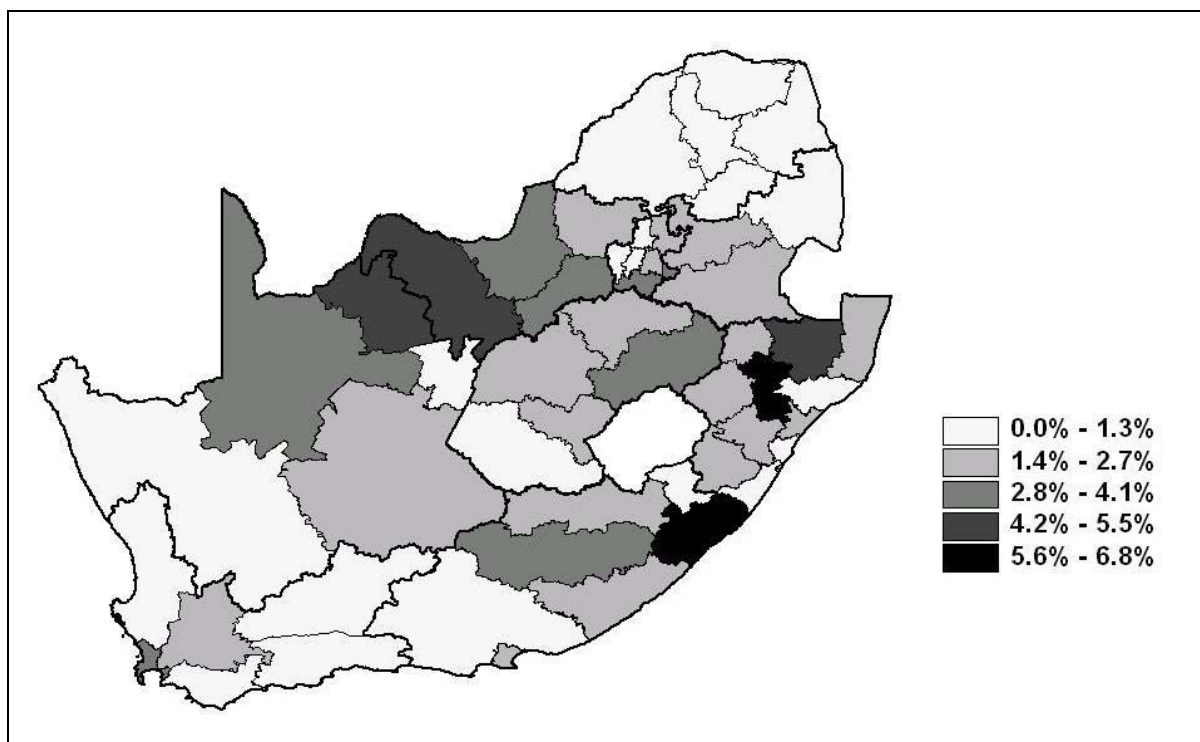 0.0% - 1.3%
1.4% - 2.7%
2.8% - 4.1%
4.2% - 5.5%
5.6% - 6.8%